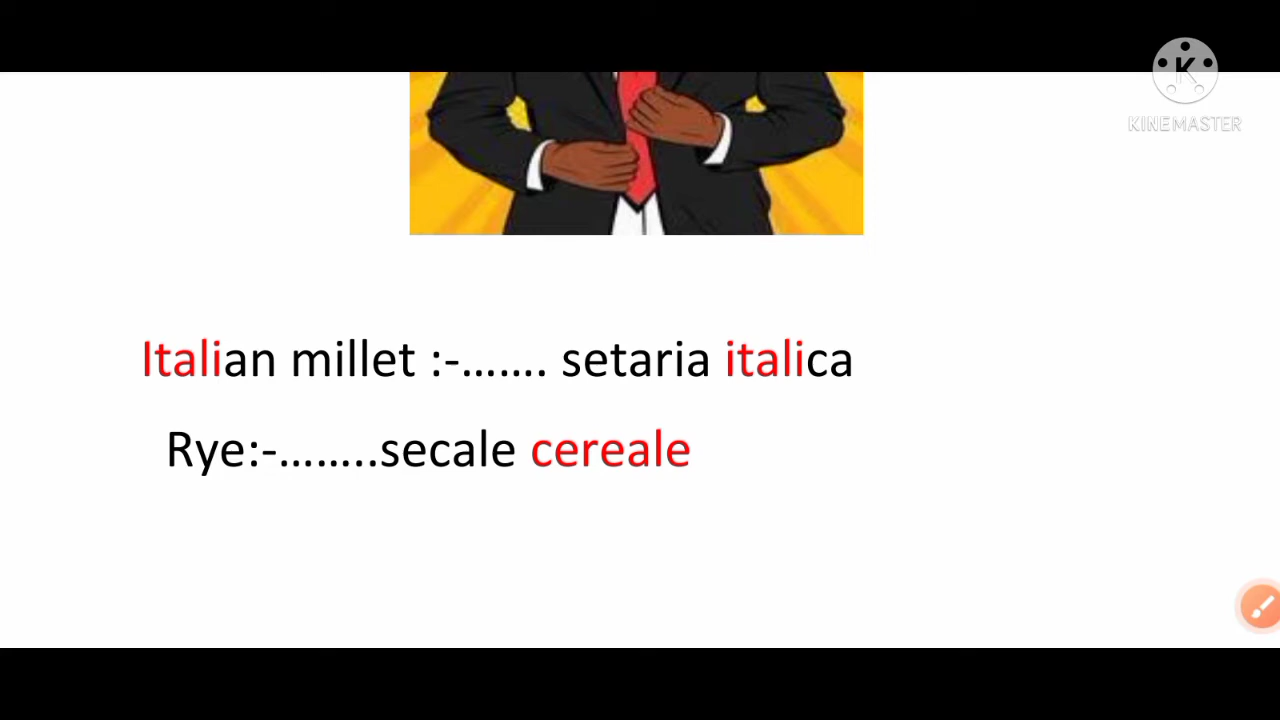 KINEMASTER
Italian millet :-....... setaria italica
Rye:-........secale cereale